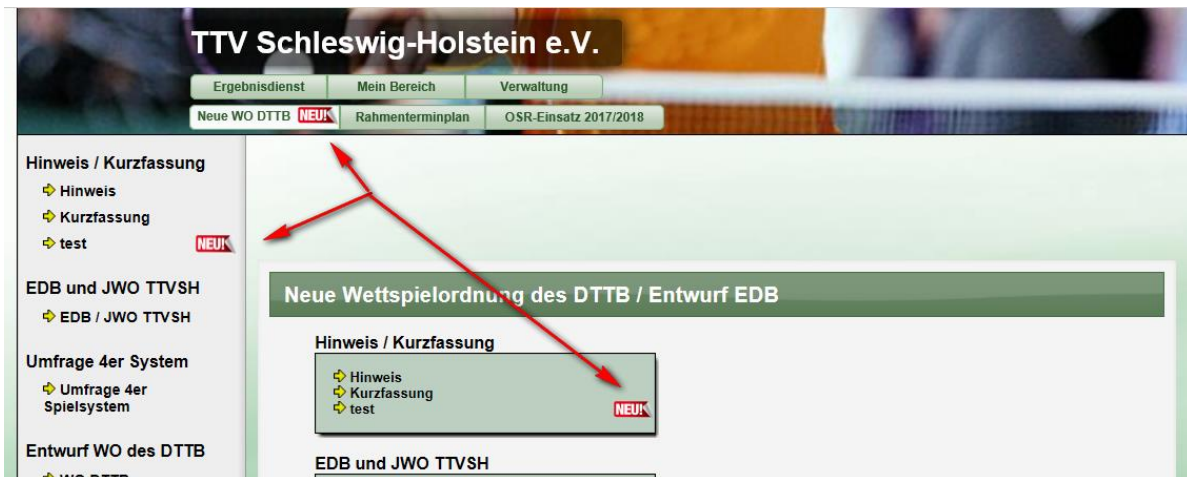 TTV Schleswig-Holstein e.V.
Ergebnisdienst Mein Bereich Verwaltung
Neue WO DTTB NEU! Rahmenterminplan OSR-Einsatz 2017/2018
Hinweis / Kurzfassung
Hinweis
Kurzfassung
test NEU!
EDB und JWO TTVSH
EDB / JWO TTVSH
Umfrage 4er System
Umfrage 4er
Spielsystem
Entwurf WO des DTTB
WO DTTB
Neue Wettspielordnung des DTTB / Entwurf EDB
Hinweis / Kurzfassung
Hinweis
Kurzfassung
test NEU!
EDB und JWO TTVSH